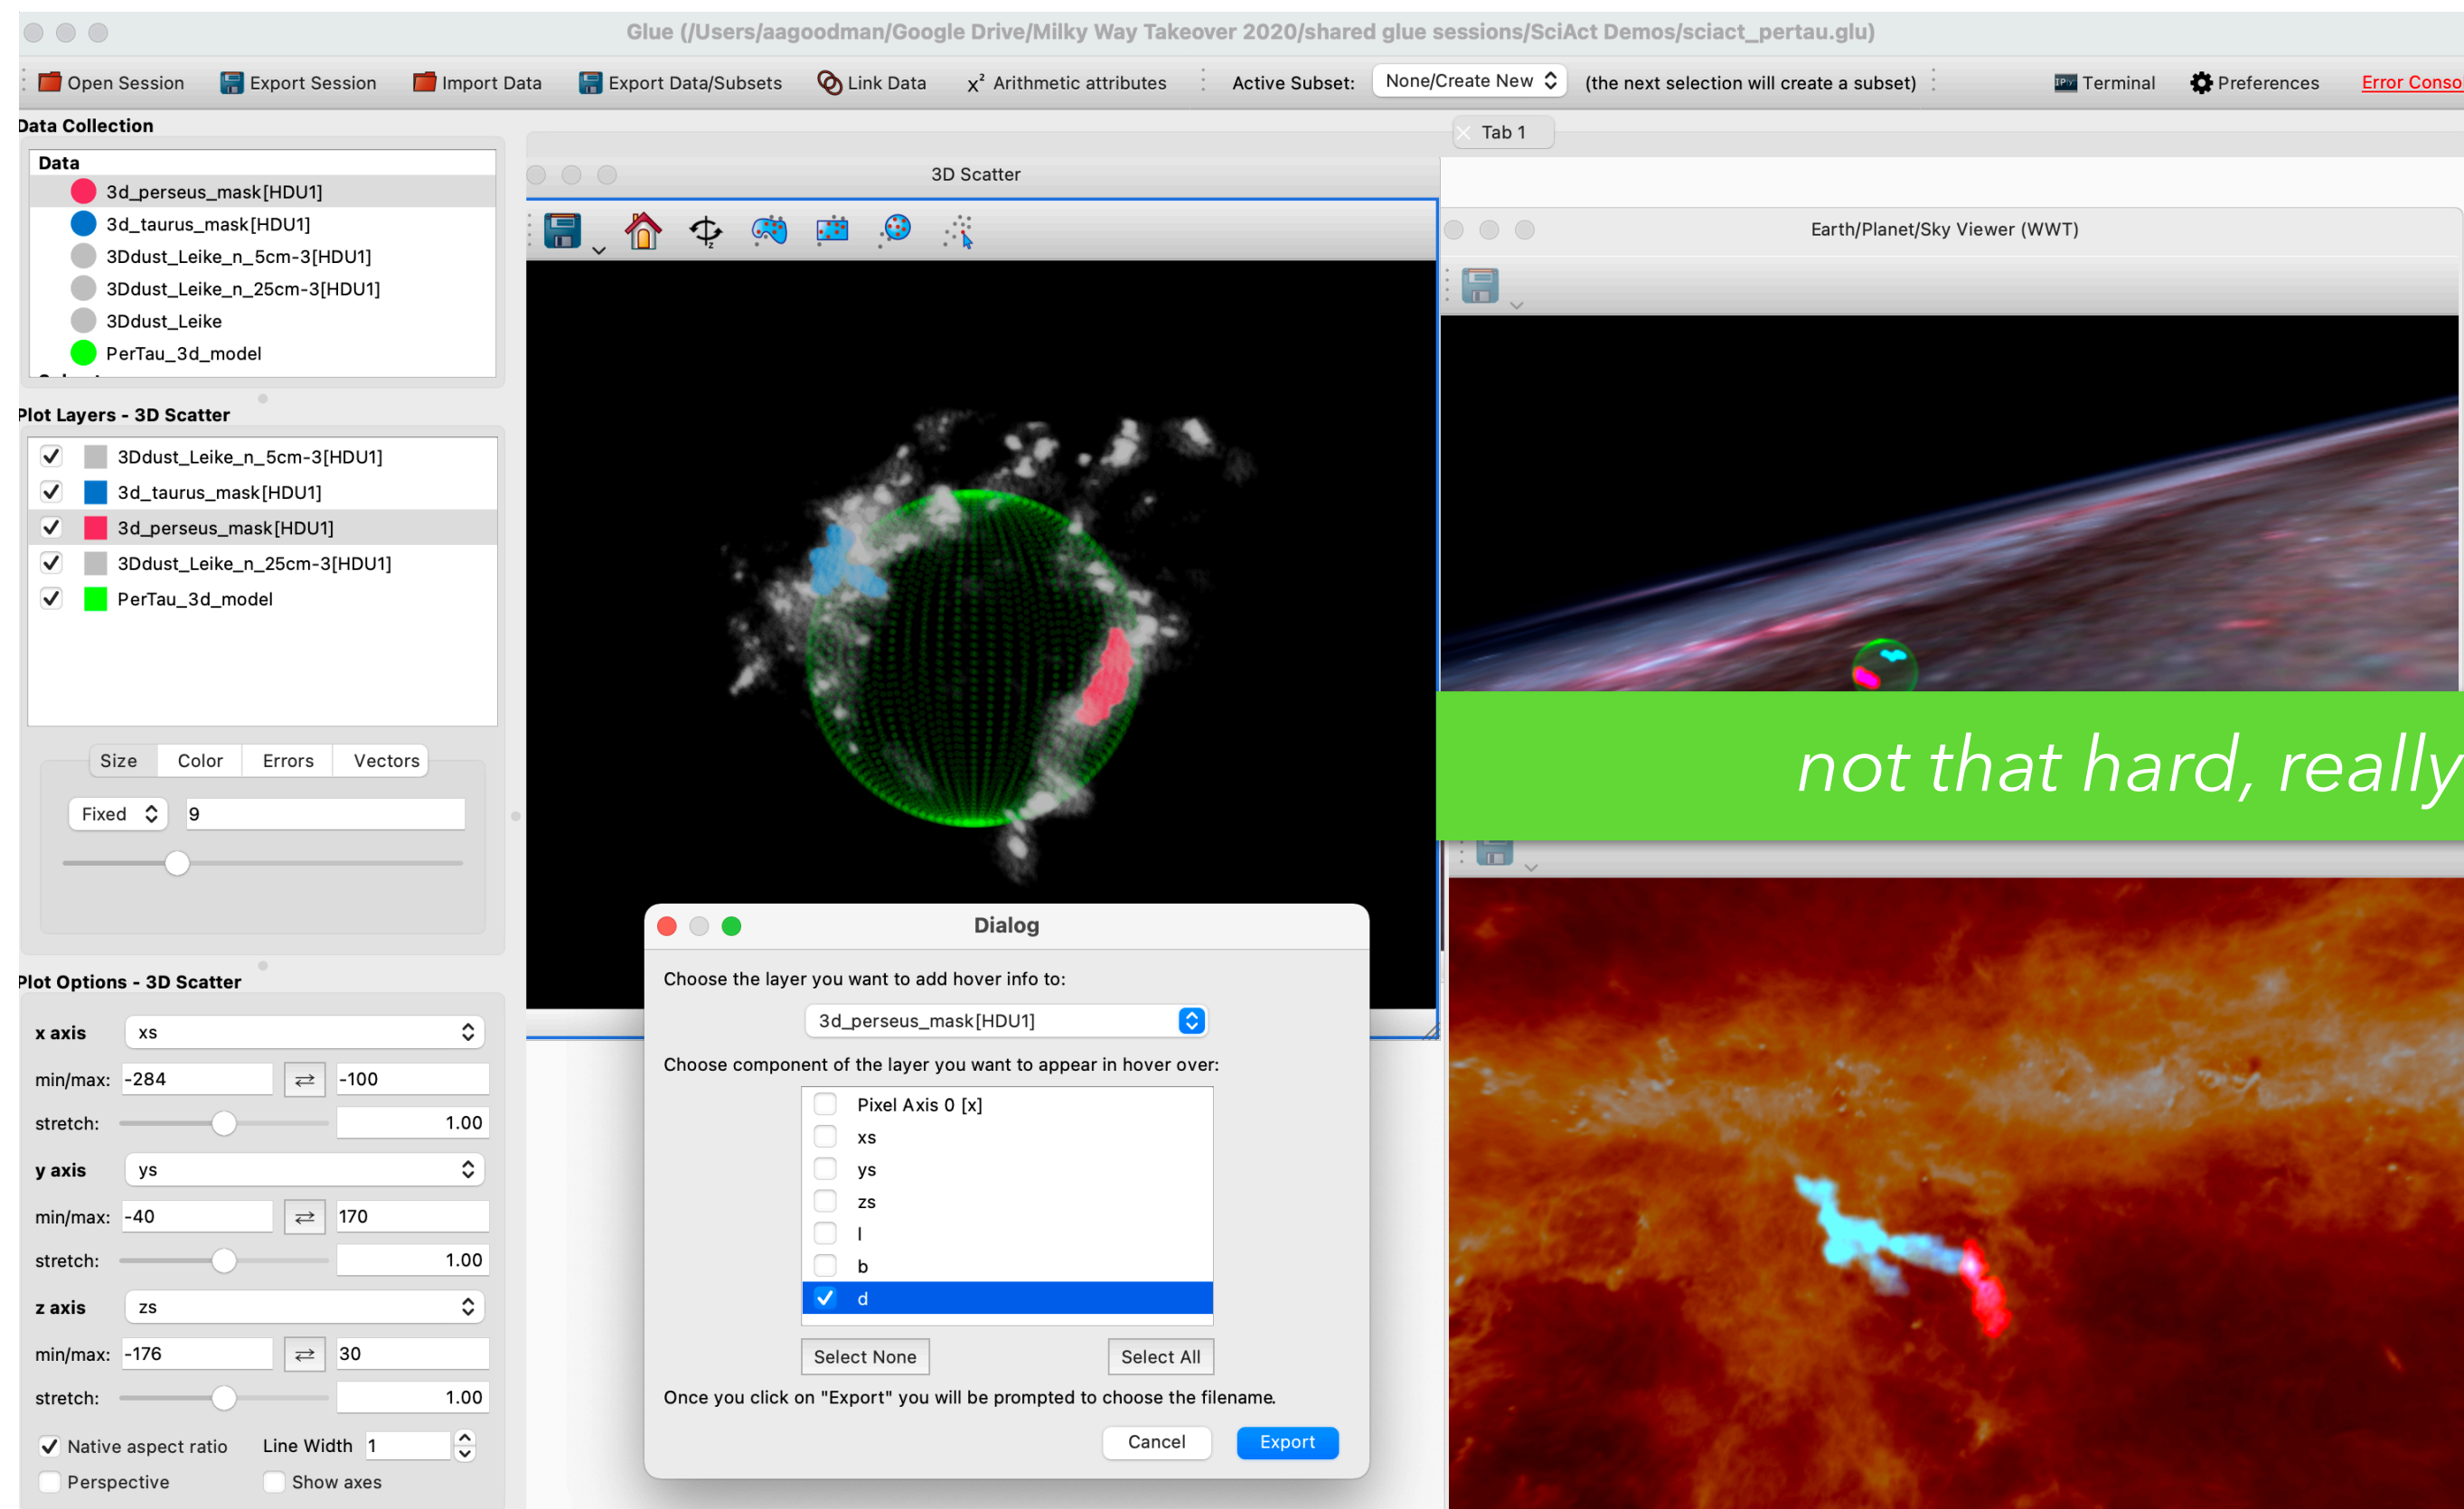 Glue (/Users/aagoodman/Google Drive/Milky Way Takeover 2020/shared glue sessions/SciAct Demos/sciact_pertau.glu)
Open Session Export Session Import Data Export Data/Subsets Link Data x² Arithmetic attributes Active Subset: None/Create New (the next selection will create a subset) Terminal Preferences Error Conso
Data Collection
Tab 1
Data
3d_perseus_mask[HDU1]
3d_taurus_mask[HDU1]
3Ddust_Leike_n_5cm-3[HDU1]
3Ddust_Leike_n_25cm-3[HDU1]
3Ddust_Leike
PerTau_3d_model
Plot Layers - 3D Scatter
3Ddust_Leike_n_5cm-3[HDU1]
3d_taurus_mask[HDU1]
3d_perseus_mask[HDU1]
3Ddust_Leike_n_25cm-3[HDU1]
PerTau_3d_model
Size Color Errors Vectors
Fixed 9
Plot Options - 3D Scatter
x axis xs
min/max: -284 -100
stretch: 1.00
y axis ys
min/max: -40 170
stretch: 1.00
z axis zs
min/max: -176 30
stretch: 1.00
Native aspect ratio Line Width 1
Perspective Show axes
3D Scatter
Earth/Planet/Sky Viewer (WWT)
not that hard, really
Dialog
Choose the layer you want to add hover info to:
3d_perseus_mask[HDU1]
Choose component of the layer you want to appear in hover over:
Pixel Axis 0 [x]
xs
ys
zs
l
b
d
Select None Select All
Once you click on "Export" you will be prompted to choose the filename.
Cancel Export